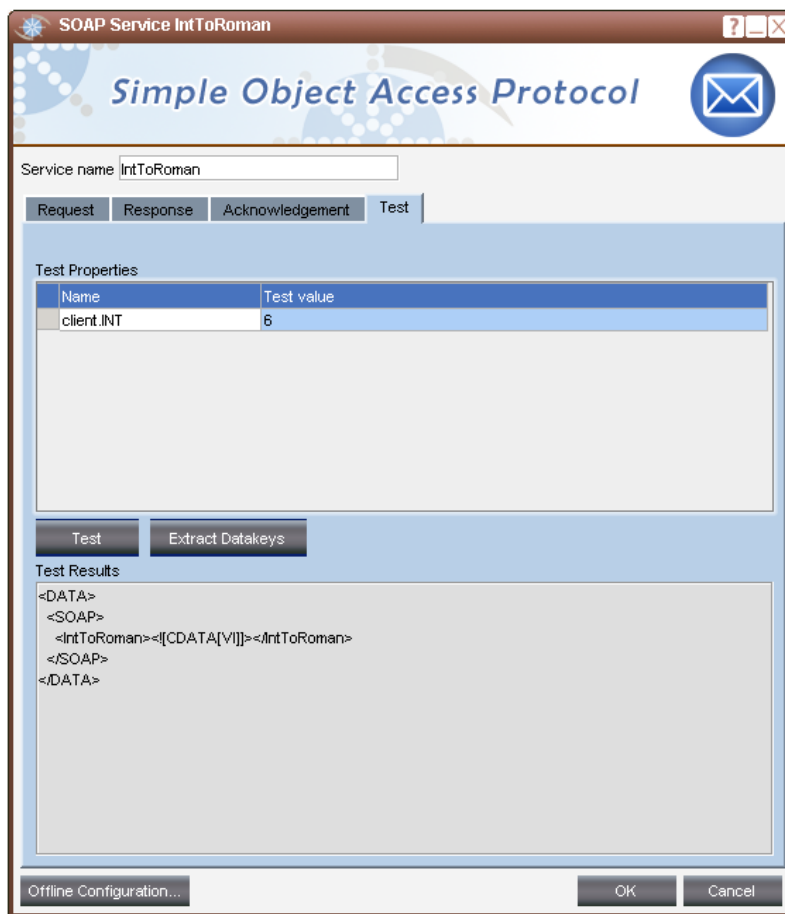 SOAP Service IntToRoman
?
Simple Object Access Protocol
Service name IntToRoman
Request Response Acknowledgement Test
Test Properties
Name Test value
client.INT 6
Test Extract Datakeys
Test Results
<DATA>
<SOAP>
<IntToRoman><![CDATA[VI]]></IntToRoman>
</SOAP>
</DATA>
Offline Configuration... OK Cancel